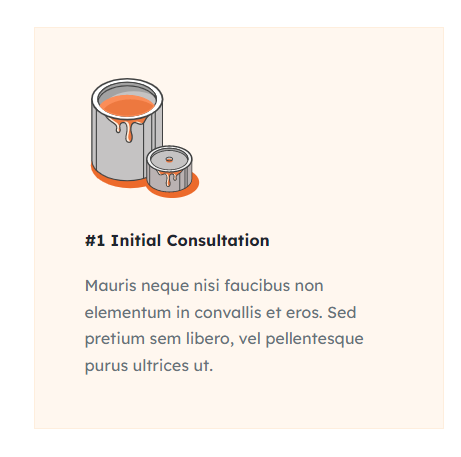 #1 Initial Consultation
Mauris neque nisi faucibus non
elementum in convallis et eros. Sed
pretium sem libero, vel pellentesque
purus ultrices ut.